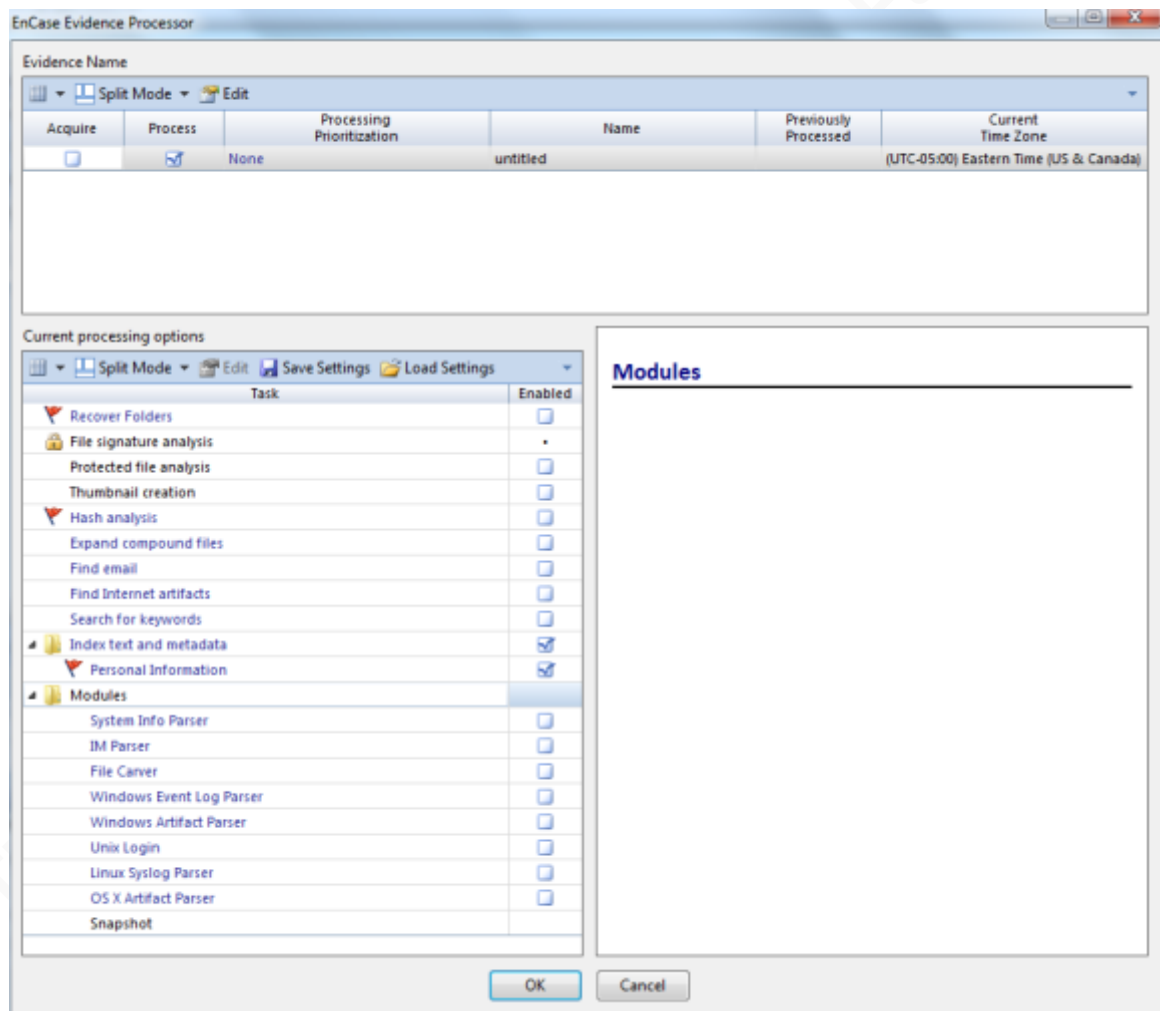 EnCase Evidence Processor
Evidence Name
Split Mode Edit
Acquire Process Processing Prioritization Name Previously Processed Current Time Zone
None untitled (UTC-05:00) Eastern Time (US & Canada)
Current processing options
Split Mode Edit Save Settings Load Settings
Task Enabled
Recover Folders
File signature analysis
Protected file analysis
Thumbnail creation
Hash analysis
Expand compound files
Find email
Find Internet artifacts
Search for keywords
Index text and metadata
Personal Information
Modules
System Info Parser
IM Parser
File Carver
Windows Event Log Parser
Windows Artifact Parser
Unix Login
Linux Syslog Parser
OS X Artifact Parser
Snapshot
Modules
OK Cancel